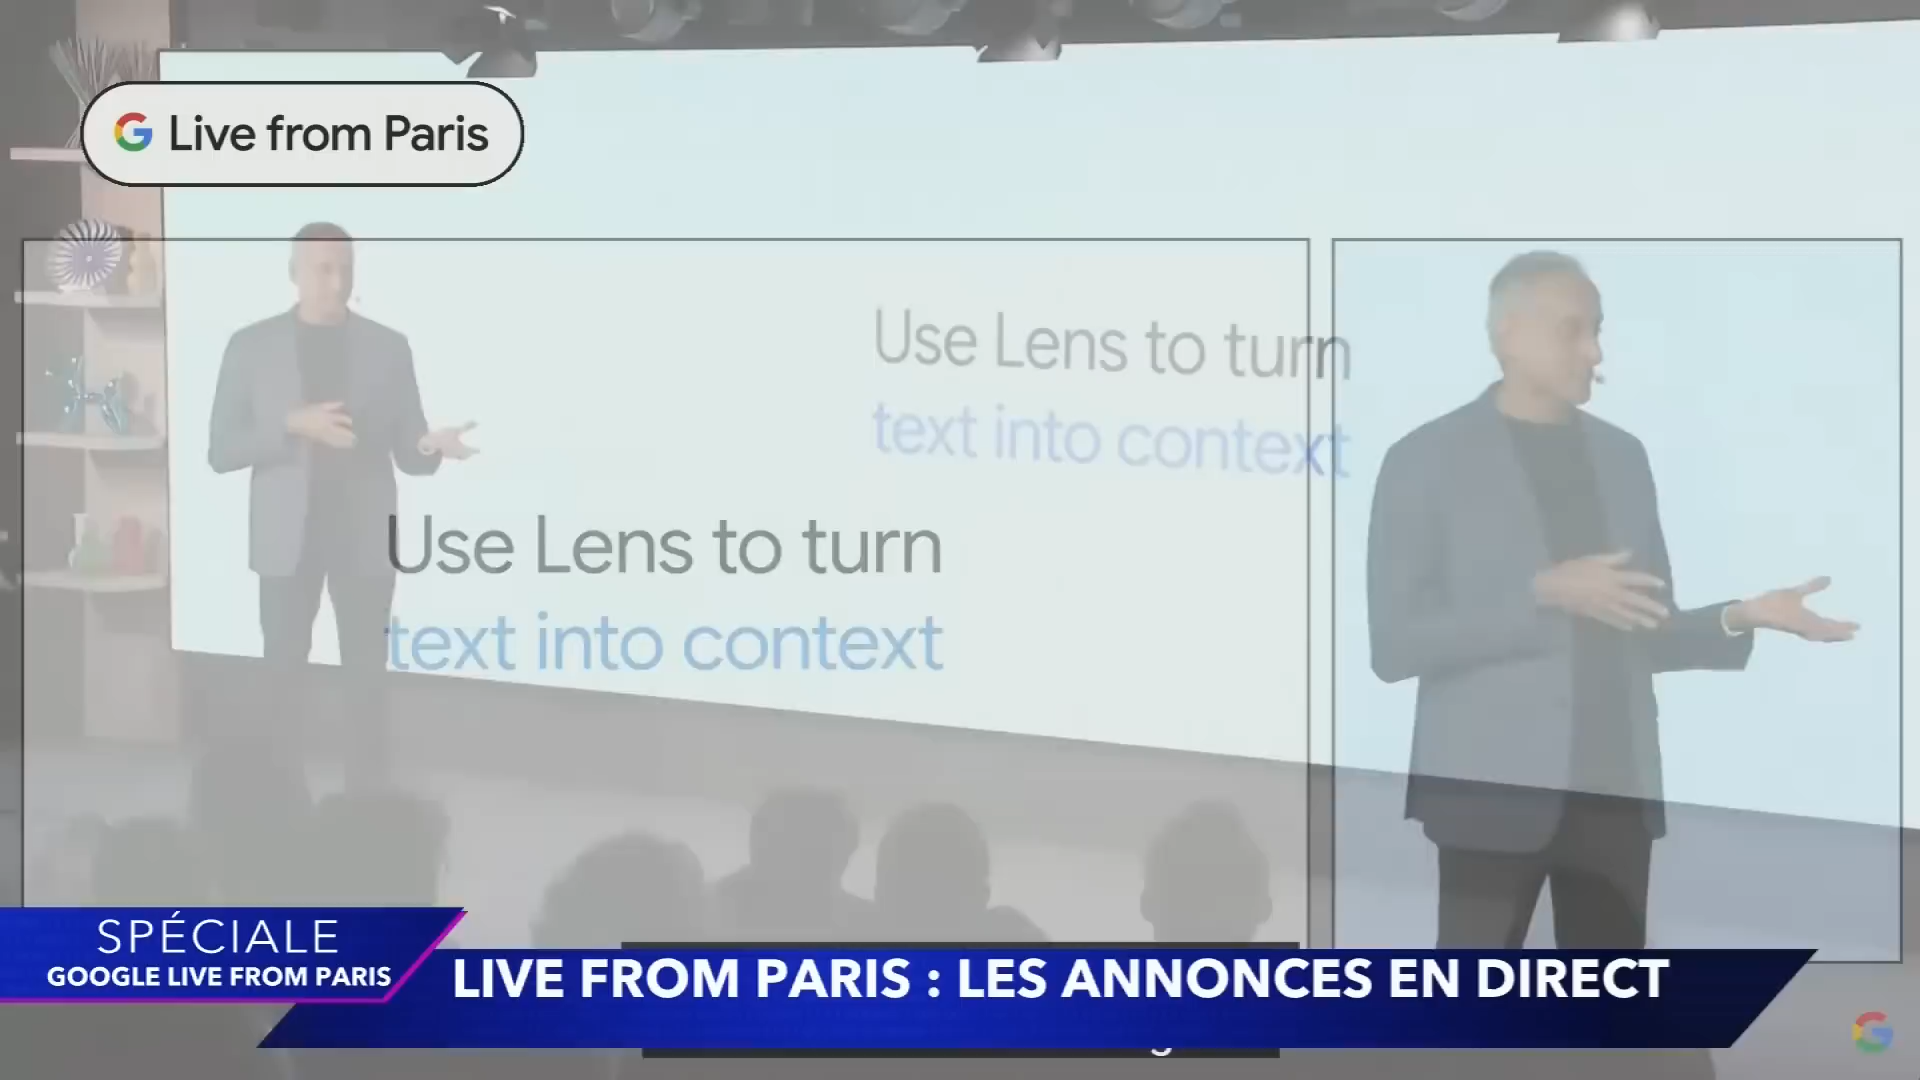 Live from Paris
Use Lens to turn
text into context
Use Lens to turn
text into context
SPÉCIALE
GOOGLE LIVE FROM PARIS
LIVE FROM PARIS : LES ANNONCES EN DIRECT